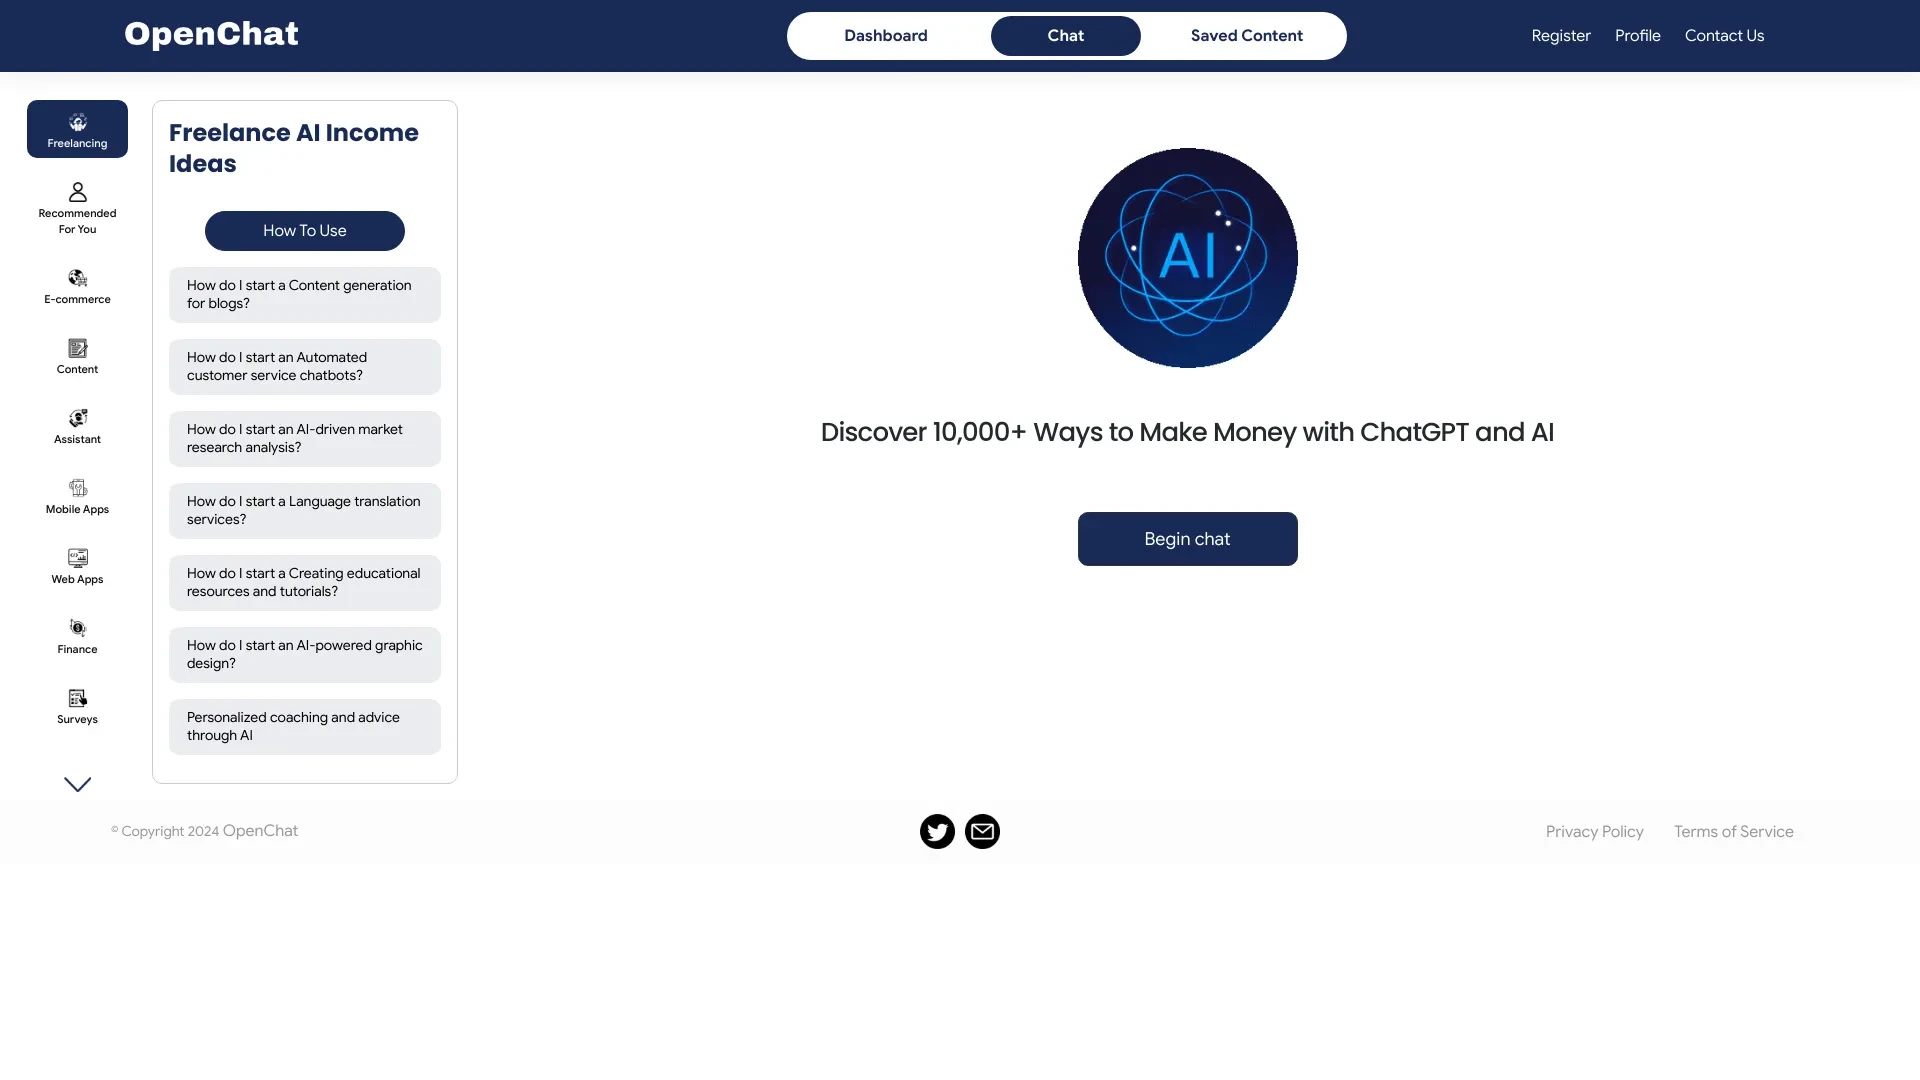 OpenChat
Dashboard
Chat
Saved Content
Register
Profile
Contact Us
Freelancing
Recommended
For You
E-commerce
Content
Assistant
Mobile Apps
Web Apps
Finance
Surveys
Freelance AI Income
Ideas
How To Use
How do I start a Content generation
for blogs?
How do I start an Automated
customer service chatbots?
How do I start an AI-driven market
research analysis?
How do I start a Language translation
services?
How do I start a Creating educational
resources and tutorials?
How do I start an AI-powered graphic
design?
Personalized coaching and advice
through AI
AI
Discover 10,000+ Ways to Make Money with ChatGPT and AI
Begin chat
© Copyright 2024 OpenChat
Privacy Policy
Terms of Service